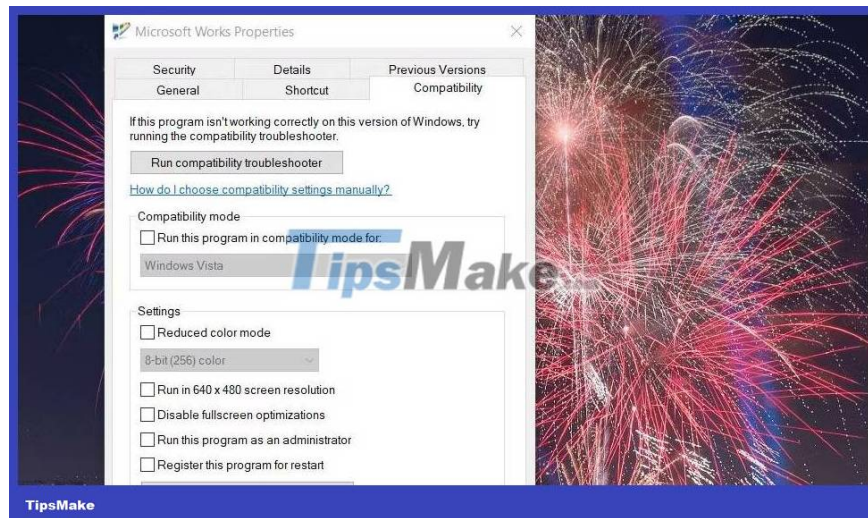 Microsoft Works Properties
Security Details Previous Versions
General Shortcut Compatibility
If this program isn't working correctly on this version of Windows, try
running the compatibility troubleshooter.
Run compatibility troubleshooter
How do I choose compatibility settings manually?
Compatibility mode
Run this program in compatibility mode for:
Windows Vista
TipsMake
Settings
Reduced color mode
8-bit (256) color
Run in 640 x 480 screen resolution
Disable fullscreen optimizations
Run this program as an administrator
Register this program for restart
TipsMake